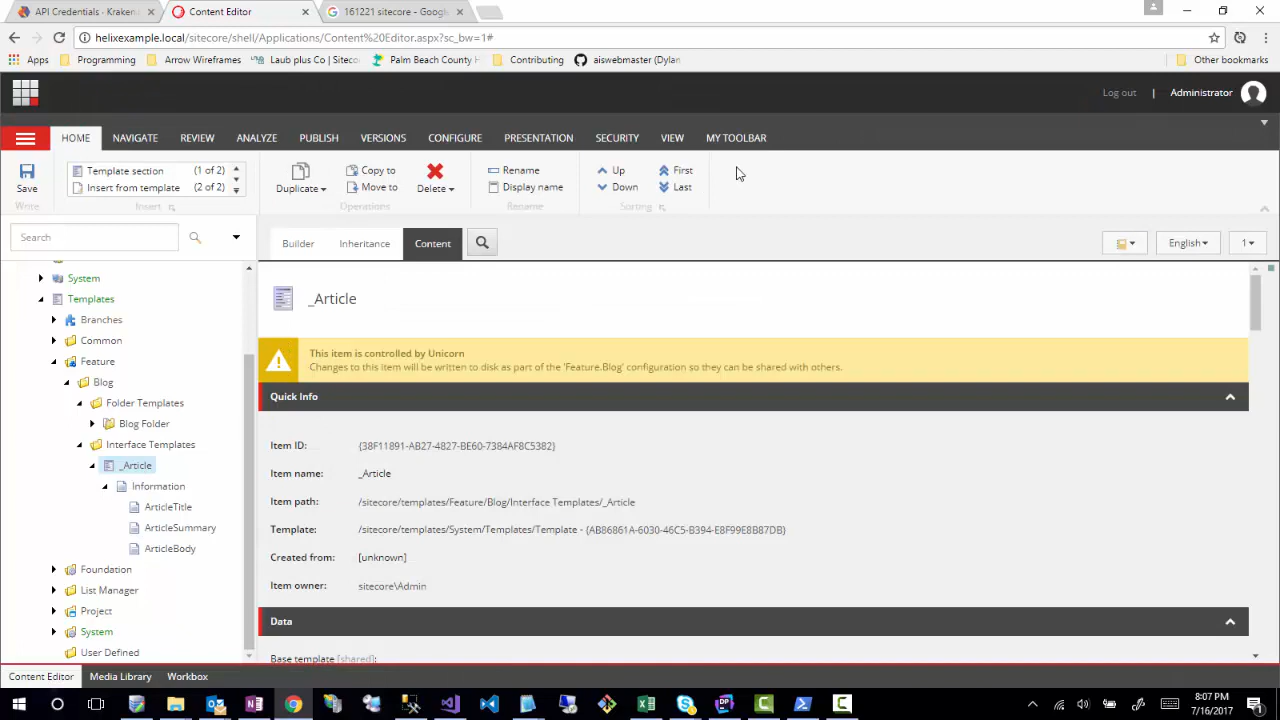 API Credentials - Kraken
Content Editor
161221 sitecore - Google
helixexample.local/sitecore/shell/Applications/Content%20Editor.aspx?sc_bw=1#
Apps Programming Arrow Wireframes Laub plus Co | Siteco Palm Beach County Contributing aiswebmaster (Dylan Other bookmarks
Log out | Administrator
HOME NAVIGATE REVIEW ANALYZE PUBLISH VERSIONS CONFIGURE PRESENTATION SECURITY VIEW MY TOOLBAR
Template section (1 of 2) Copy to Rename Up First
Save Insert from template (2 of 2) Duplicate Move to Delete Display name Down Last
Write Insert Operations Rename Sorting
Search Builder Inheritance Content English 1
System
Templates
Branches
Common
Feature
Blog
Folder Templates
Blog Folder
Interface Templates
_Article
Information
ArticleTitle
ArticleSummary
ArticleBody
Foundation
List Manager
Project
System
User Defined
_Article
This item is controlled by Unicorn
Changes to this item will be written to disk as part of the 'Feature.Blog' configuration so they can be shared with others.
Quick Info
Item ID: {38F11891-AB27-4827-BE60-7384AF8C5382}
Item name: _Article
Item path: /sitecore/templates/Feature/Blog/Interface Templates/_Article
Template: /sitecore/templates/System/Templates/Template - {AB86861A-6030-46C5-B394-E8F99E8B87DB}
Created from: [unknown]
Item owner: sitecore\Admin
Data
Base template [shared]:
Content Editor Media Library Workbox
8:07 PM
7/16/2017